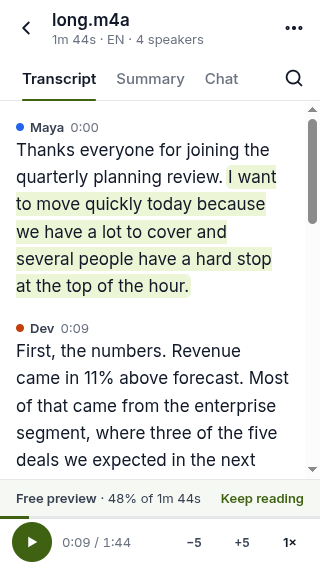 long.m4a
1m 44s · EN · 4 speakers
Transcript Summary Chat
Maya 0:00
Thanks everyone for joining the
quarterly planning review. I want
to move quickly today because
we have a lot to cover and
several people have a hard stop
at the top of the hour.
Dev 0:09
First, the numbers. Revenue
came in 11% above forecast. Most
of that came from the enterprise
segment, where three of the five
deals we expected in the next
Free preview · 48% of 1m 44s Keep reading
0:09 / 1:44 −5 +5 1×